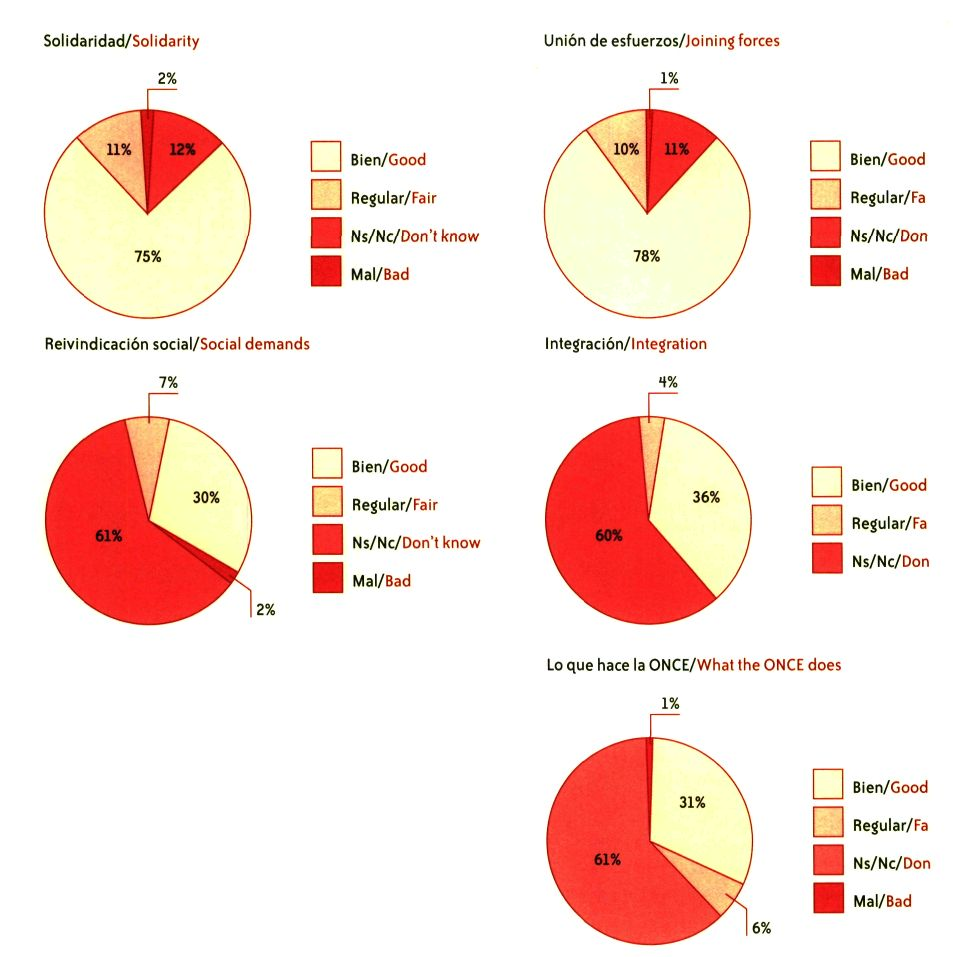 Solidaridad/Solidarity
2%
11%
12%
75%
Bien/Good
Regular/Fair
Ns/Nc/Don't know
Mal/Bad
Unión de esfuerzos/Joining forces
1%
10%
11%
78%
Bien/Good
Regular/Fa
Ns/Nc/Don
Mal/Bad
Reivindicación social/Social demands
7%
30%
61%
2%
Bien/Good
Regular/Fair
Ns/Nc/Don't know
Mal/Bad
Integración/Integration
4%
36%
60%
Bien/Good
Regular/Fa
Ns/Nc/Don
Lo que hace la ONCE/What the ONCE does
1%
31%
61%
6%
Bien/Good
Regular/Fa
Ns/Nc/Don
Mal/Bad